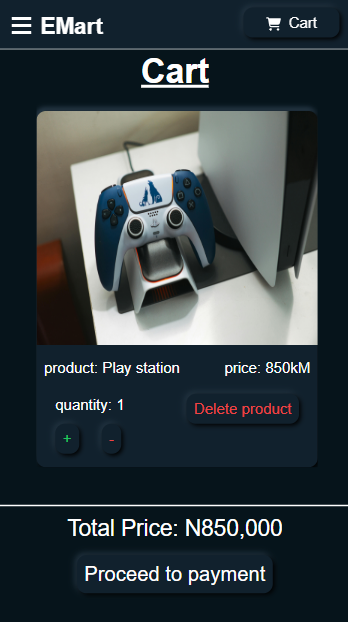 EMart
Cart
Cart
product: Play station price: 850kM
quantity: 1
Delete product
+ -
Total Price: N850,000
Proceed to payment